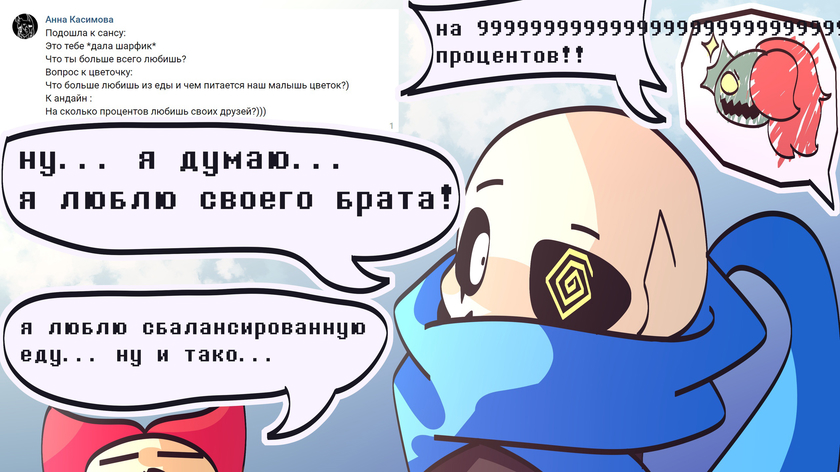 Анна Касимова
Подошла к сансу:
Это тебе *дала шарфик*
Что ты больше всего любишь?
Вопрос к цветочку:
Что больше любишь из еды и чем питается наш малышь цветок?)
К андайн :
На сколько процентов любишь своих друзей?)))
1
на 99999999999999999999999999999
процентов!!
ну... я думаю...
я люблю своего брата!
я люблю сбалансированную
еду... ну и тако...